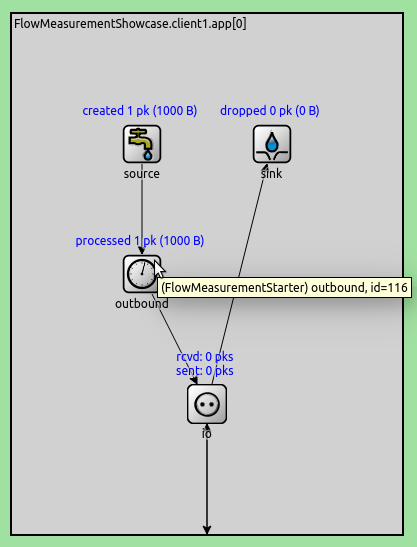 FlowMeasurementShowcase.client1.app[0]
created 1 pk (1000 B)
dropped 0 pk (0 B)
source
sink
processed 1 pk (1000 B)
(FlowMeasurementStarter) outbound, id=116
outbound
rcvd: 0 pks
sent: 0 pks
io